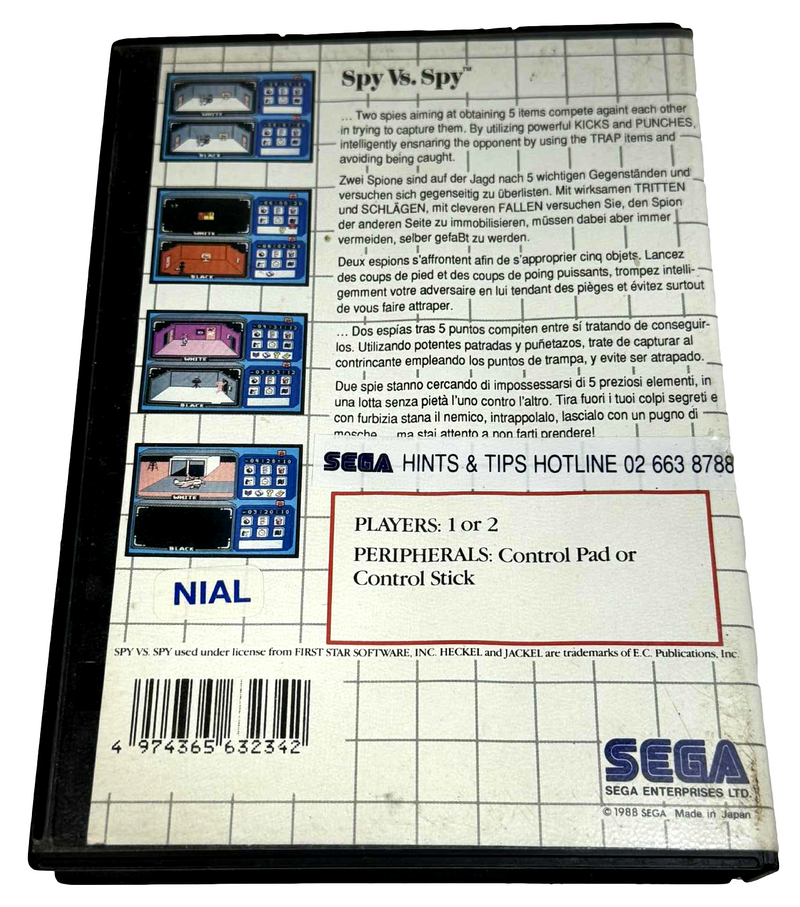 Spy Vs. Spy™
... Two spies aiming at obtaining 5 items compete againt each other
in trying to capture them. By utilizing powerful KICKS and PUNCHES,
intelligently ensnaring the opponent by using the TRAP items and
avoiding being caught.
Zwei Spione sind auf der Jagd nach 5 wichtigen Gegenständen und
versuchen sich gegenseitig zu überlisten. Mit wirksamen TRITTEN
und SCHLÄGEN, mit cleveren FALLEN versuchen Sie, den Spion
der anderen Seite zu immobilisieren, müssen dabei aber immer
vermeiden, selber gefaßt zu werden.
Deux espions s'affrontent afin de s'approprier cinq objets. Lancez
des coups de pied et des coups de poing puissants, trompez intelli-
gemment votre adversaire en lui tendant des pièges et évitez surtout
de vous faire attraper.
... Dos espías tras 5 puntos compiten entre sí tratando de conseguir-
los. Utilizando potentes patradas y puñetazos, trate de capturar al
contrincante empleando los puntos de trampa, y evite ser atrapado.
Due spie stanno cercando di impossessarsi di 5 preziosi elementi, in
una lotta senza pietà l'uno contro l'altro. Tira fuori i tuoi colpi segreti e
con furbizia stana il nemico, intrappolalo, lascialo con un pugno di
mosche ... ma stai attento a non farti prendere!
SEGA HINTS & TIPS HOTLINE 02 663 8788
PLAYERS: 1 or 2
PERIPHERALS: Control Pad or
Control Stick
WHITE
BLACK
WHITE
BLACK
WHITE
BLACK
WHITE
BLACK
NIAL
SPY VS. SPY used under license from FIRST STAR SOFTWARE, INC. HECKEL and JACKEL are trademarks of E.C. Publications, Inc.
4 974365 632342
SEGA
SEGA ENTERPRISES LTD.
©1988 SEGA Made in Japan